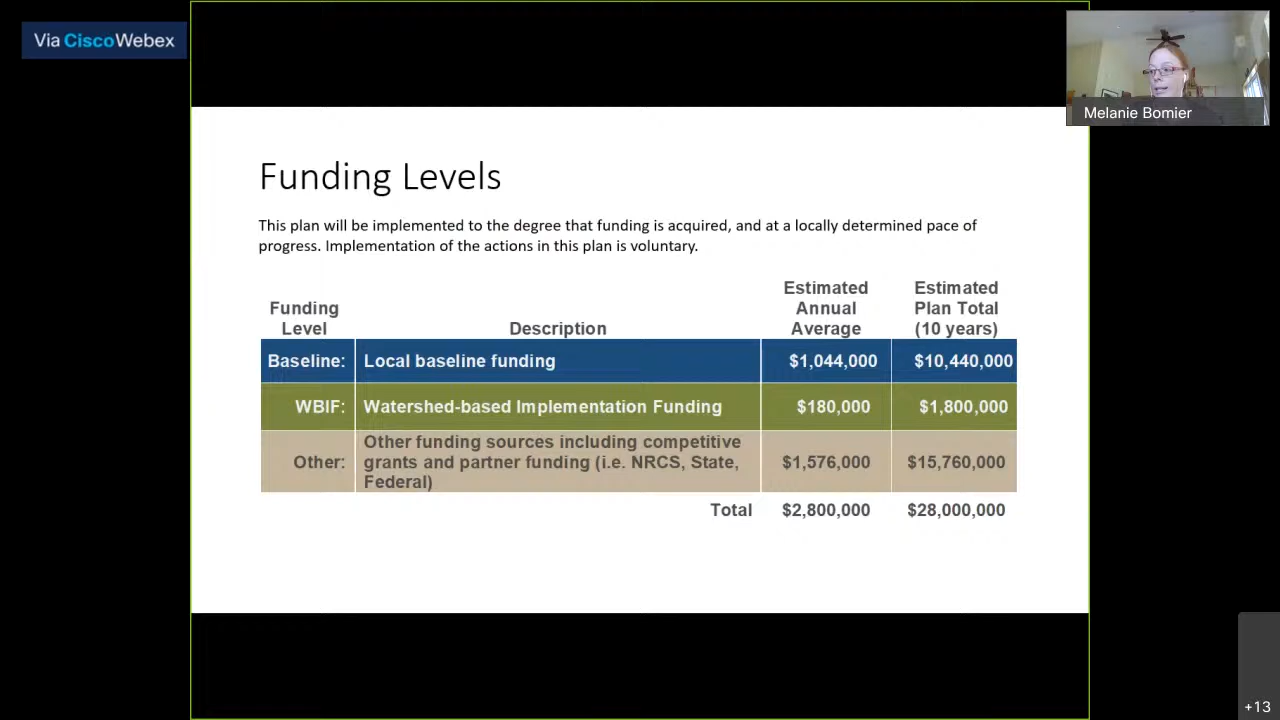 Via Cisco Webex
Melanie Bomier
Funding Levels
This plan will be implemented to the degree that funding is acquired, and at a locally determined pace of
progress. Implementation of the actions in this plan is voluntary.
Funding
Level
Description
Estimated
Annual
Average
Estimated
Plan Total
(10 years)
Baseline: Local baseline funding $1,044,000 $10,440,000
WBIF: Watershed-based Implementation Funding $180,000 $1,800,000
Other: Other funding sources including competitive
grants and partner funding (i.e. NRCS, State,
Federal)
$1,576,000 $15,760,000
Total $2,800,000 $28,000,000
+13